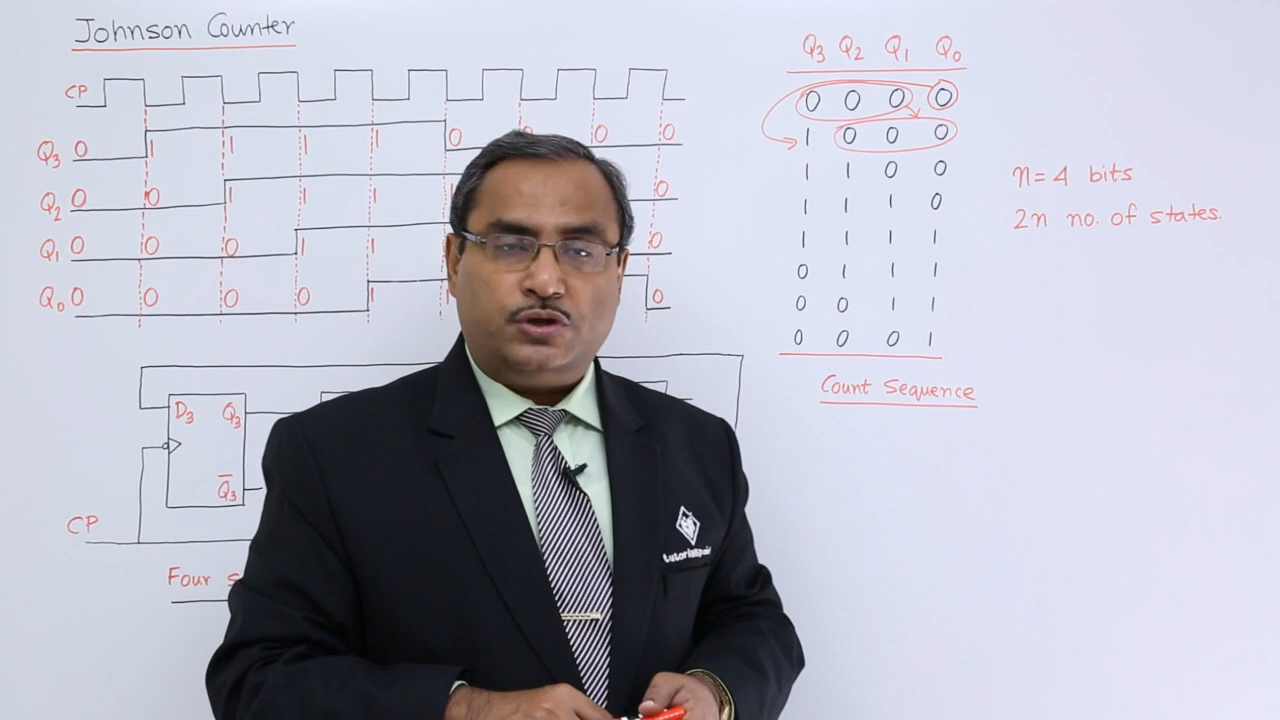 Johnson Counter
CP
Q3 0 1 1 1 1 0 0 0
Q2 0 0 1 1 1 0
Q1 0 0 0 1 1 0
Q0 0 0 0 0 1 1 0
D3 Q3
Q̅3
CP
Four
Q3 Q2 Q1 Q0
0 0 0 0
1 0 0 0
1 1 0 0
1 1 1 0
1 1 1 1
0 1 1 1
0 0 1 1
0 0 0 1
Count Sequence
n=4 bits
2n no. of states.
tutorialspoint